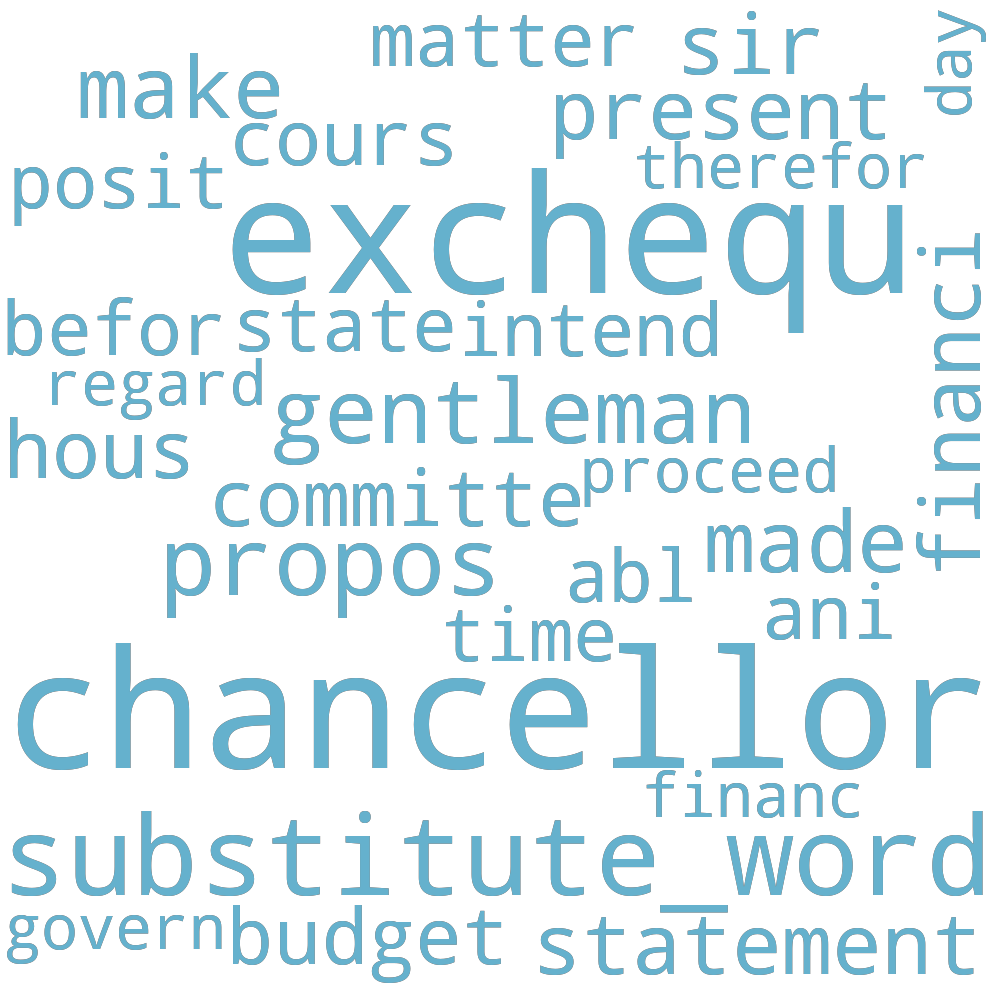 matter
sir
day
make
present
cours
therefor
posit
exchequ
financi
befor
state
intend
regard
gentleman
hous
proceed
committe
made
propos
abl
ani
time
chancellor
financ
substitute_word
govern
budget
statement